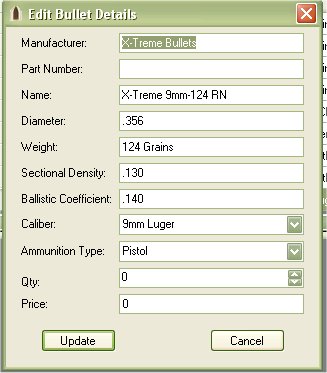 Edit Bullet Details
Manufacturer: X-Treme Bullets
Part Number:
Name: X-Treme 9mm-124 RN
Diameter: .356
Weight: 124 Grains
Sectional Density: .130
Ballistic Coefficient: .140
Caliber: 9mm Luger
Ammunition Type: Pistol
Qty: 0
Price: 0
Update Cancel